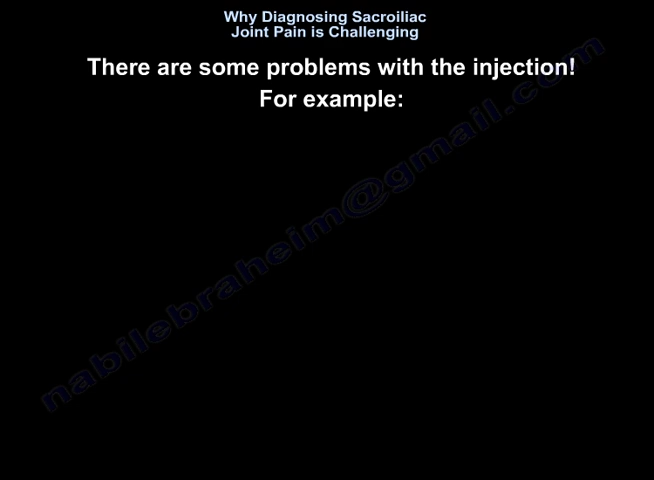 Why Diagnosing Sacroiliac
Joint Pain is Challenging
There are some problems with the injection!
For example:
nabilebraheim@gmail.com